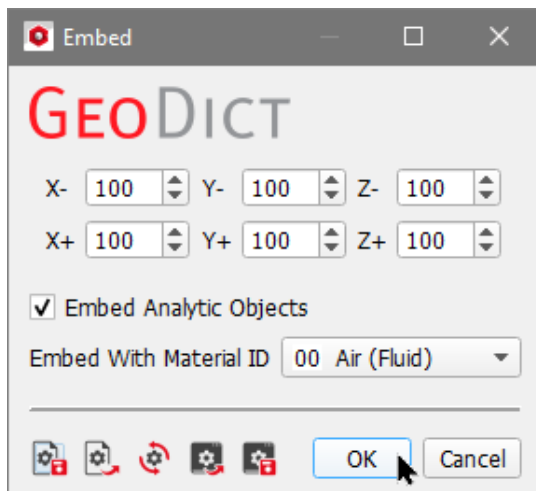 Embed
GEODICT
X- 100 Y- 100 Z- 100
X+ 100 Y+ 100 Z+ 100
Embed Analytic Objects
Embed With Material ID 00 Air (Fluid)
OK Cancel